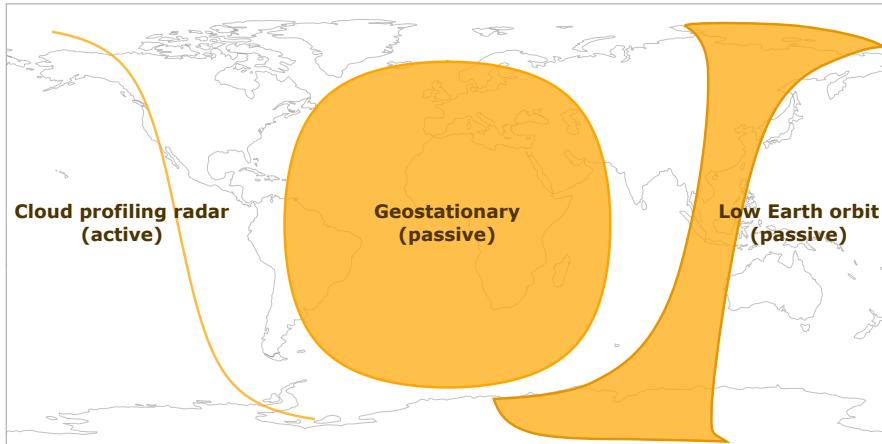 Cloud profiling radar
(active)
Geostationary
(passive)
Low Earth orbit
(passive)